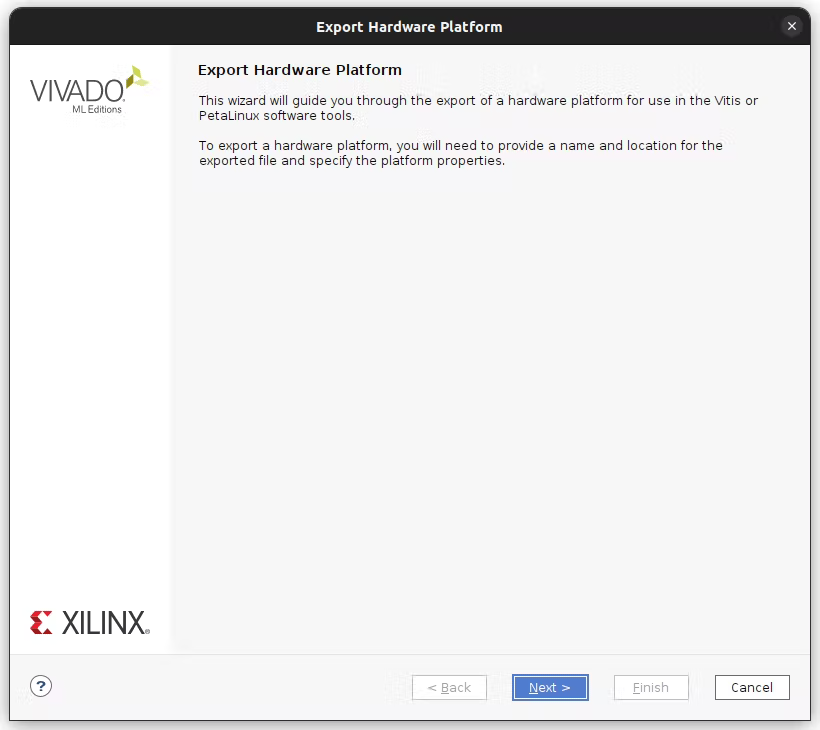 Export Hardware Platform
VIVADO.
ML Editions
Export Hardware Platform
This wizard will guide you through the export of a hardware platform for use in the Vitis or
PetaLinux software tools.
To export a hardware platform, you will need to provide a name and location for the
exported file and specify the platform properties.
XILINX®
?
< Back
Next >
Finish
Cancel